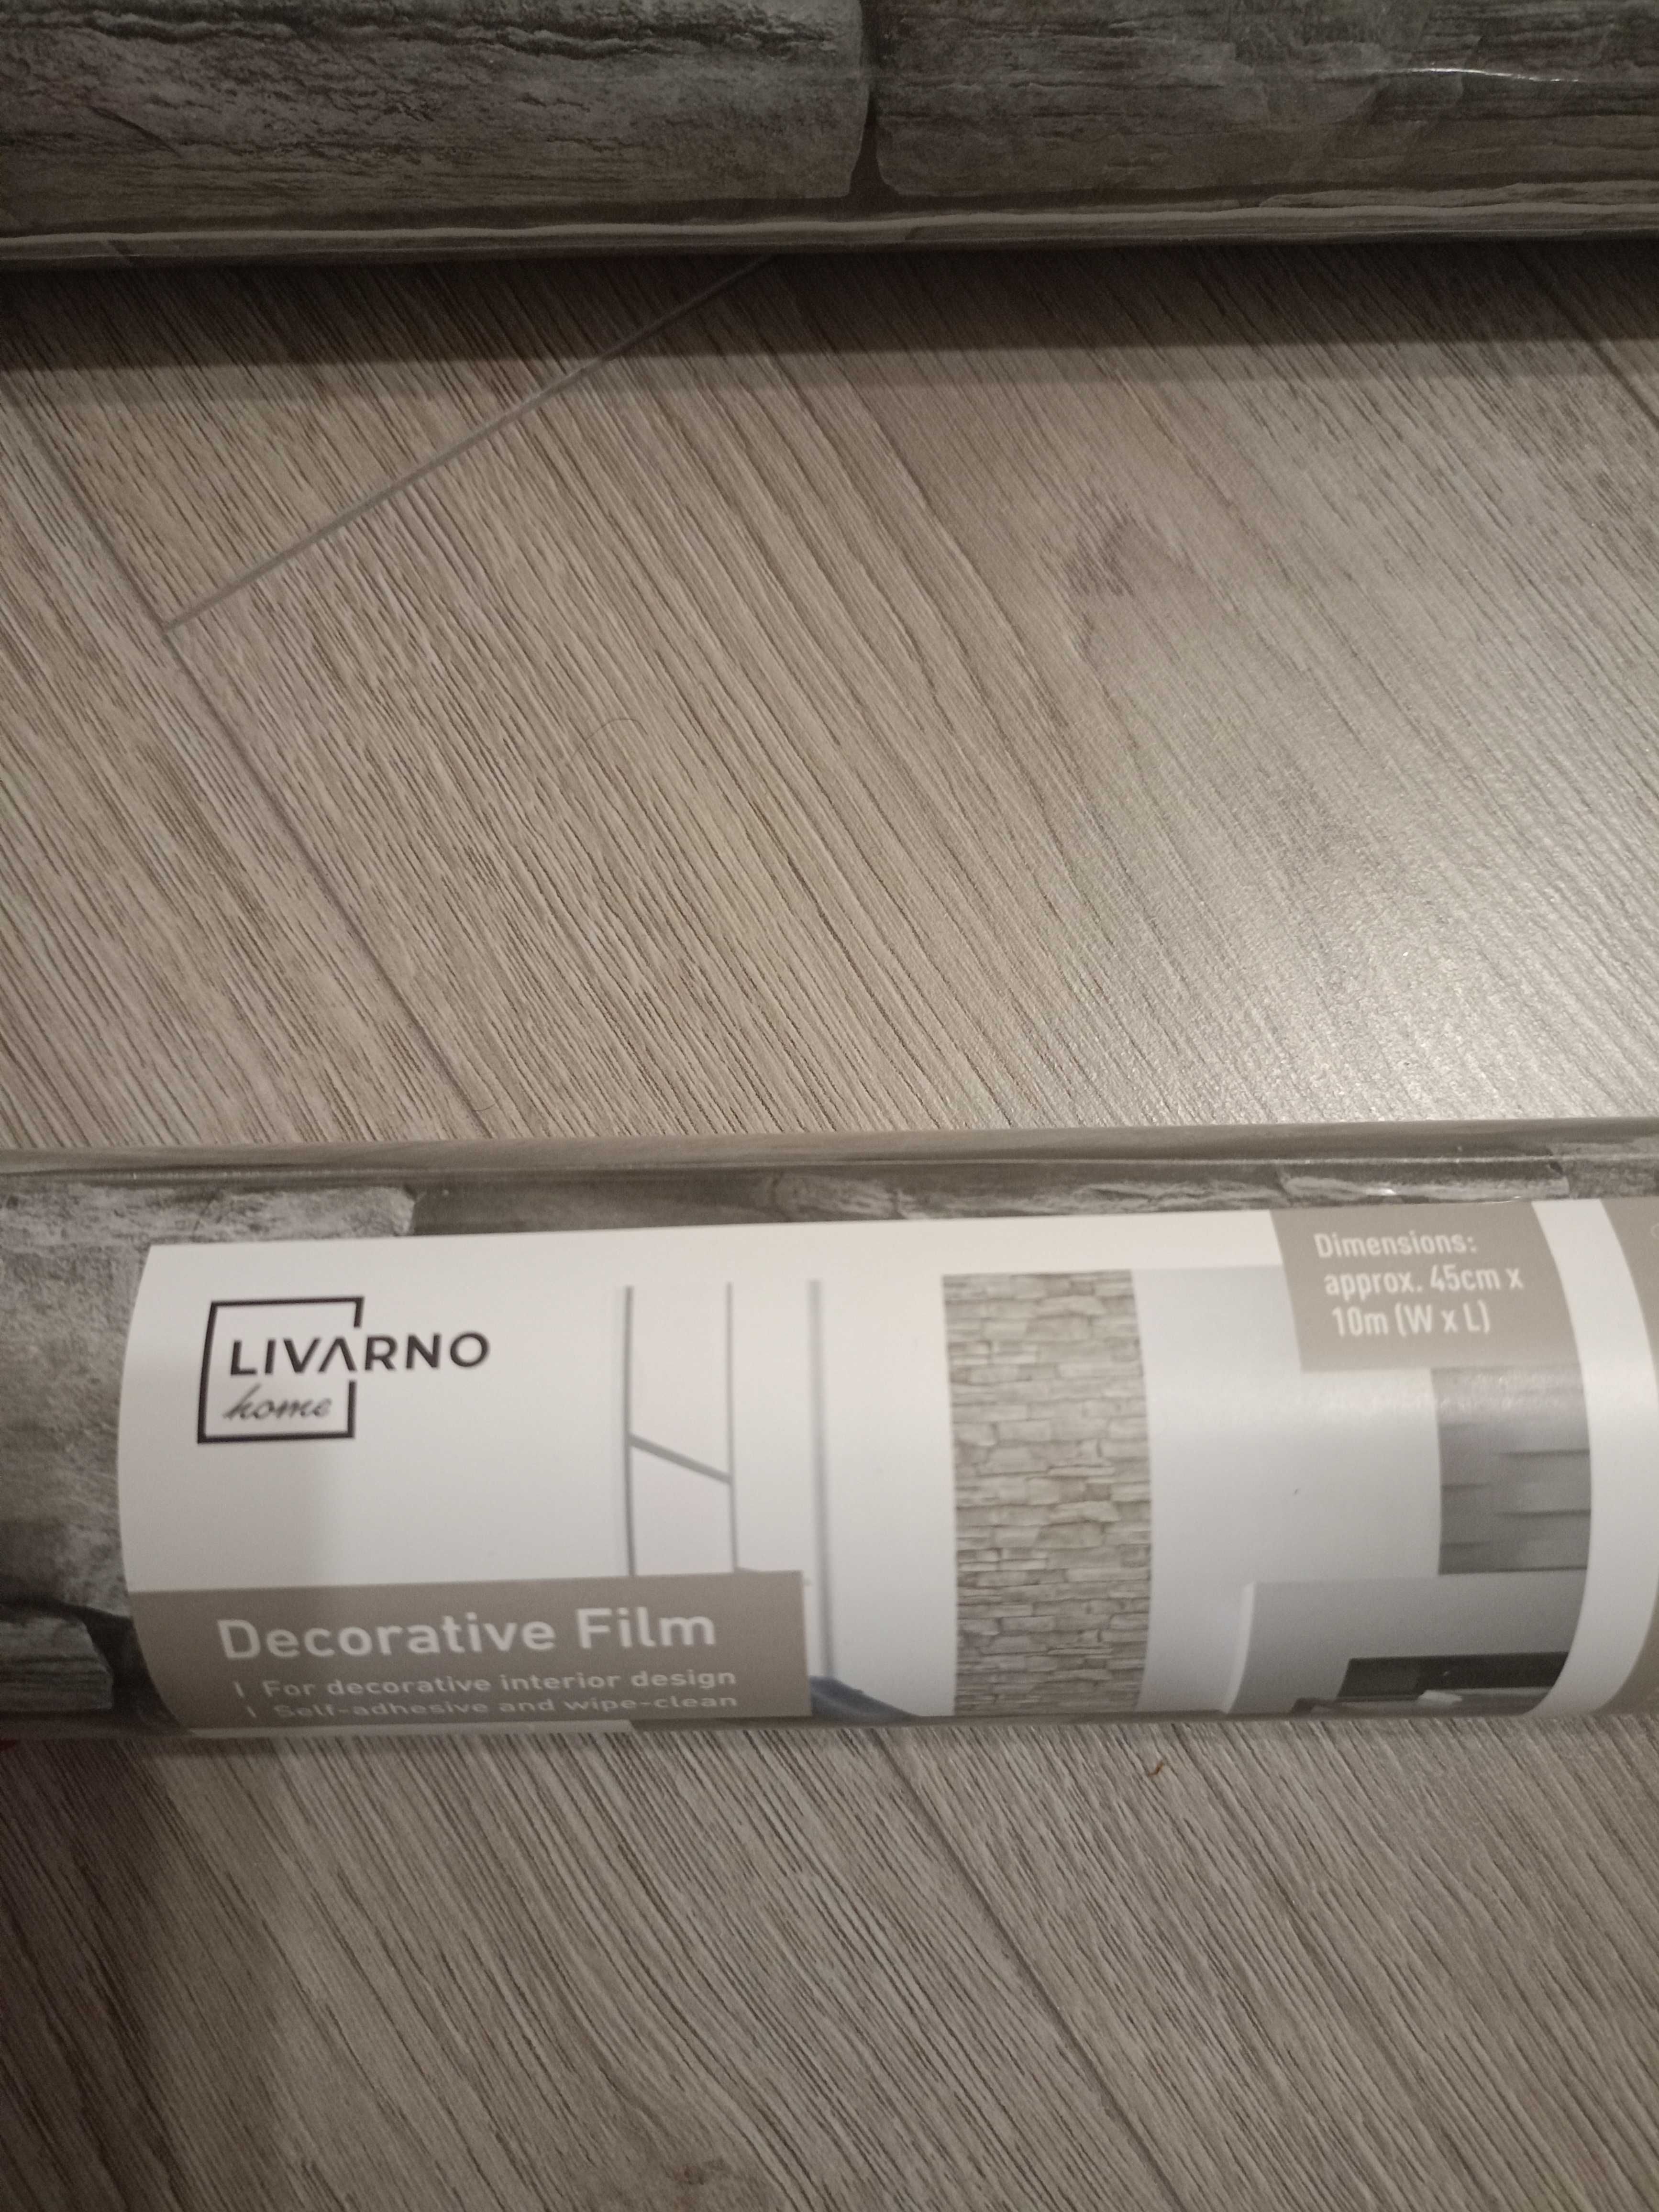 LIVARNO
home
Dimensions:
approx. 45cm x
10m (W x L)
Decorative Film
| For decorative interior design
| Self-adhesive and wipe-clean